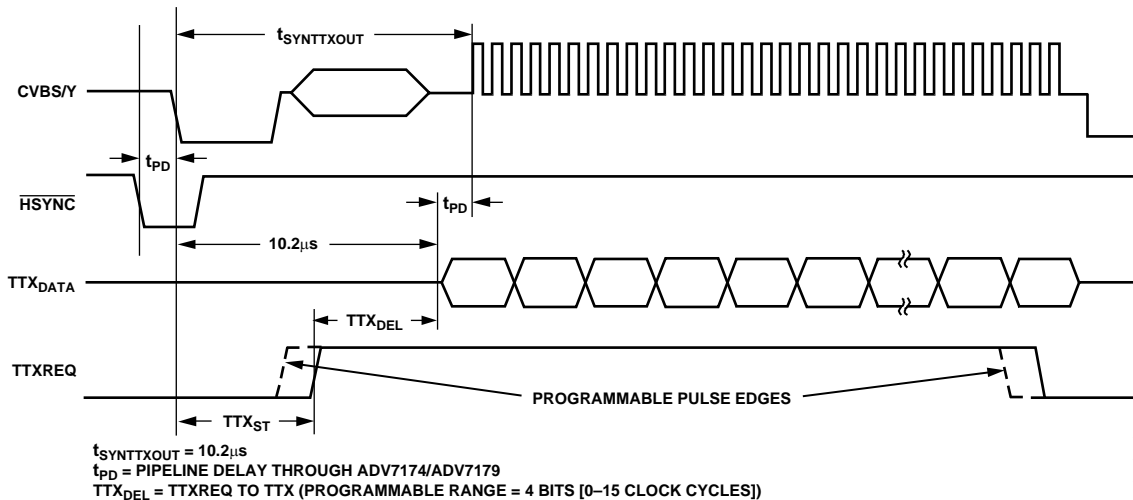 tSYNTTXOUT
CVBS/Y
tPD
HSYNC
tPD
10.2µs
TTXDATA
TTXDEL
TTXREQ
PROGRAMMABLE PULSE EDGES
TTXST
tSYNTTXOUT = 10.2µs
tPD = PIPELINE DELAY THROUGH ADV7174/ADV7179
TTXDEL = TTXREQ TO TTX (PROGRAMMABLE RANGE = 4 BITS [0–15 CLOCK CYCLES])